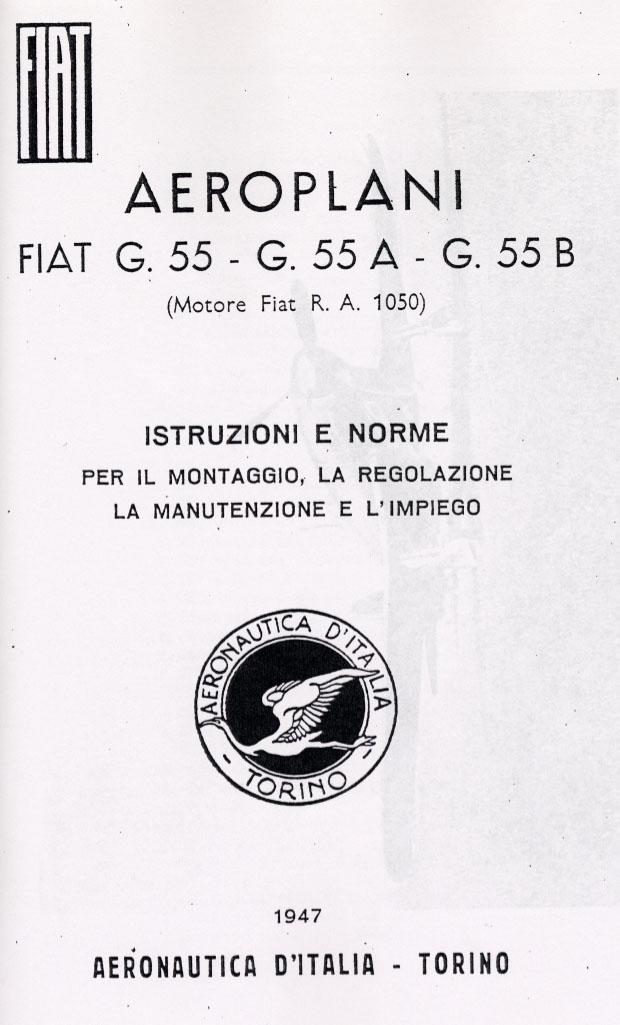 FIAT
AEROPLANI
FIAT G. 55 - G. 55 A - G. 55 B
(Motore Fiat R. A. 1050)
ISTRUZIONI E NORME
PER IL MONTAGGIO, LA REGOLAZIONE
LA MANUTENZIONE E L'IMPIEGO
AERONAUTICA D'ITALIA
- TORINO -
1947
AERONAUTICA D'ITALIA - TORINO